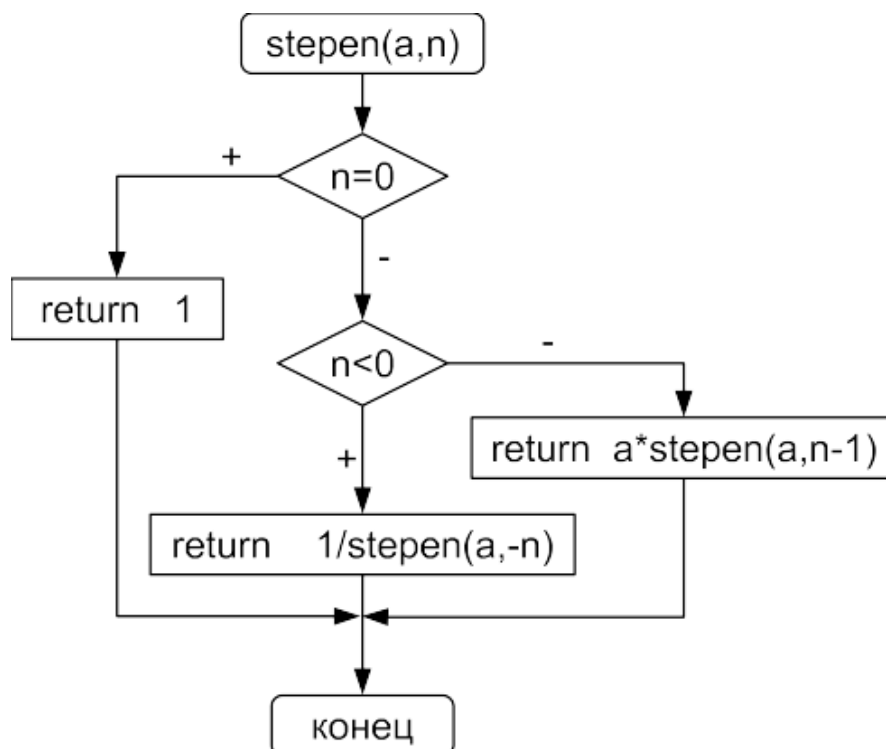 stepen(a,n)
+
n=0
-
return 1
n<0
-
return a*stepen(a,n-1)
+
return 1/stepen(a,-n)
конец